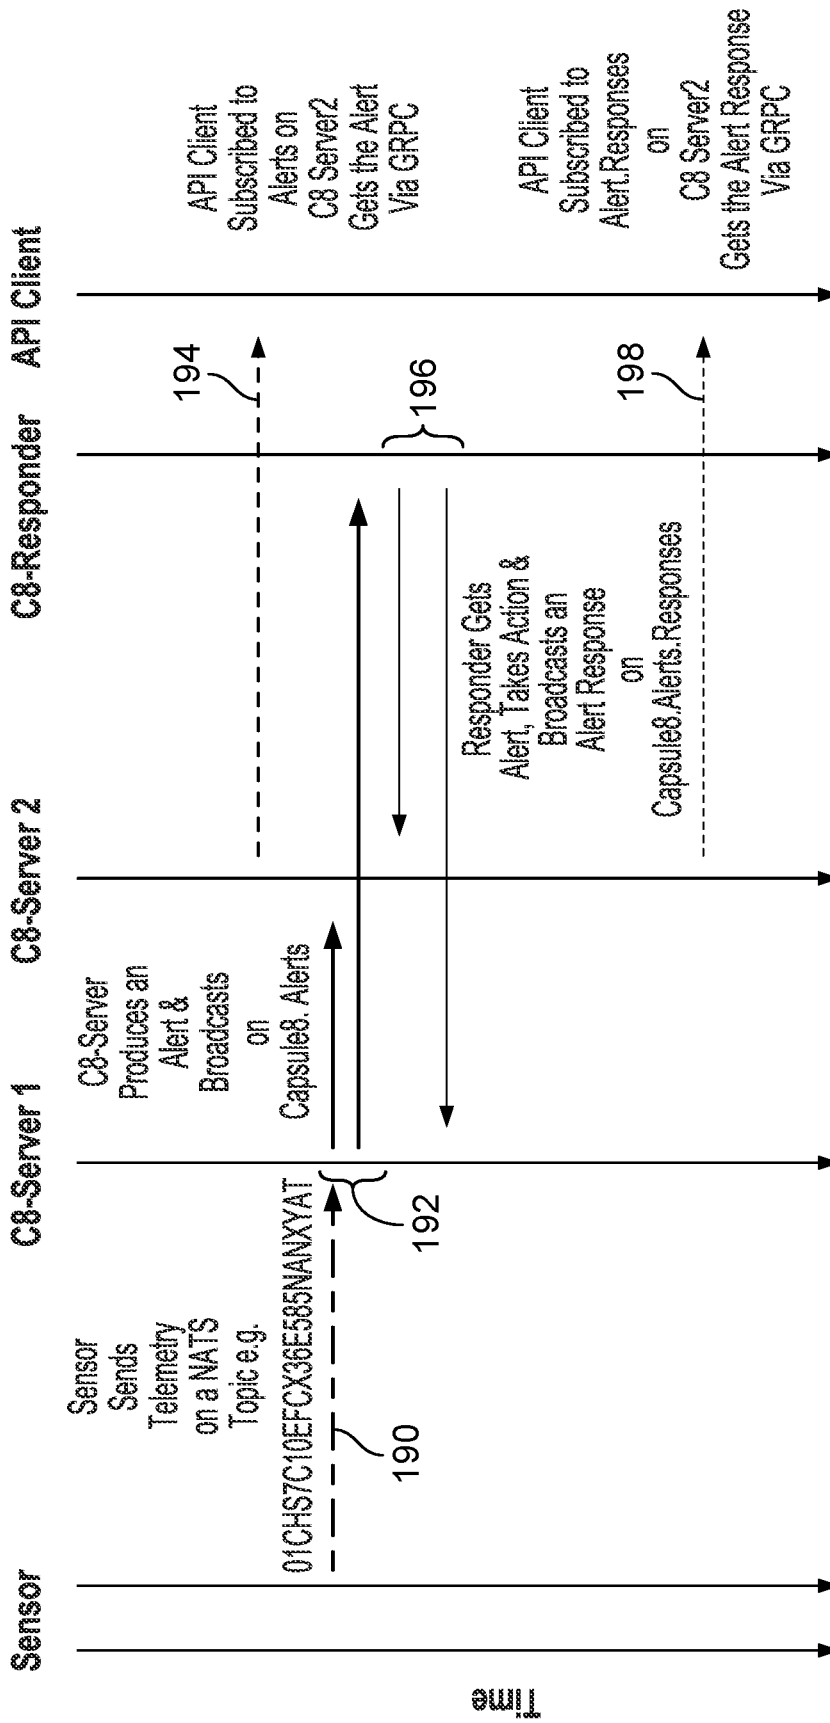 Sensor
C8-Server 1
C8-Server 2
C8-Responder
API Client
Time
Sensor
Sends
Telemetry
on a NATS
Topic e.g.
01CHS7C10EFCX36E585NANXYAT
190
192
C8-Server
Produces an
Alert &
Broadcasts
on
Capsule8. Alerts
194
196
Responder Gets
Alert, Takes Action &
Broadcasts an
Alert Response
on
Capsule8.Alerts.Responses
198
API Client
Subscribed to
Alerts on
C8 Server2
Gets the Alert
Via GRPC
API Client
Subscribed to
Alert.Responses
on
C8 Server2
Gets the Alert Response
Via GRPC